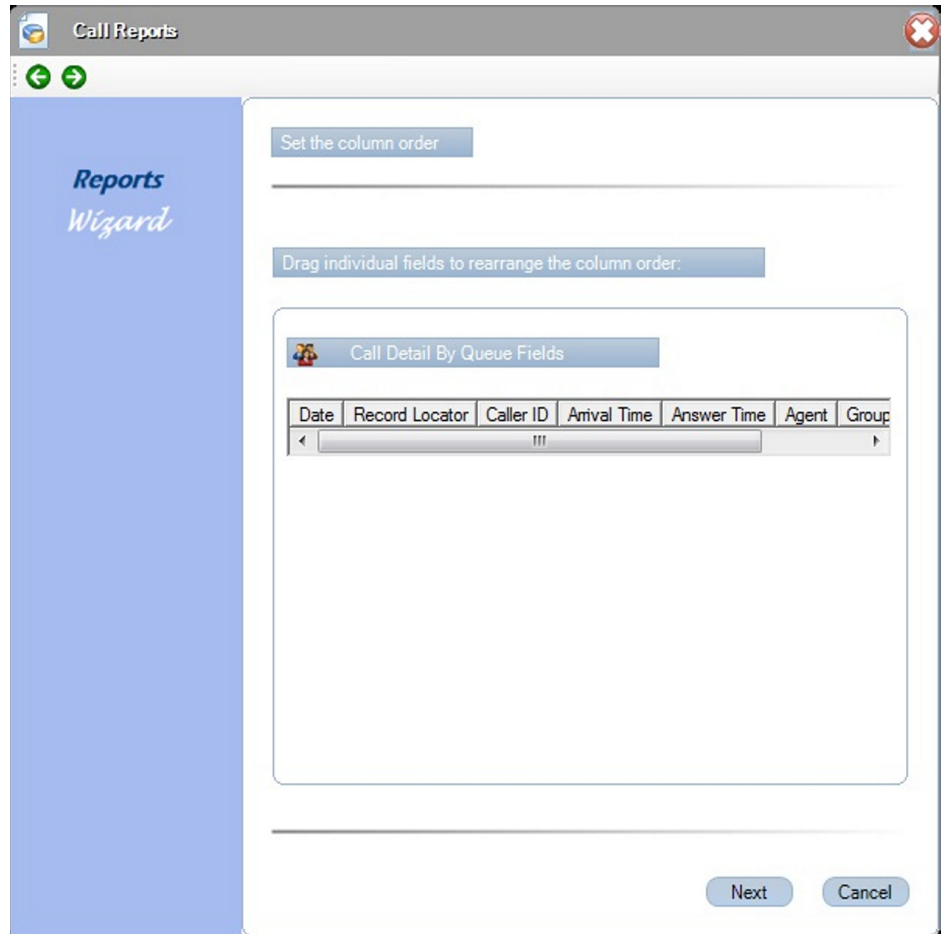 Call Reports
Reports
Wizard
Set the column order
Drag individual fields to rearrange the column order:
Call Detail By Queue Fields
Date Record Locator Caller ID Arrival Time Answer Time Agent Group
Next Cancel